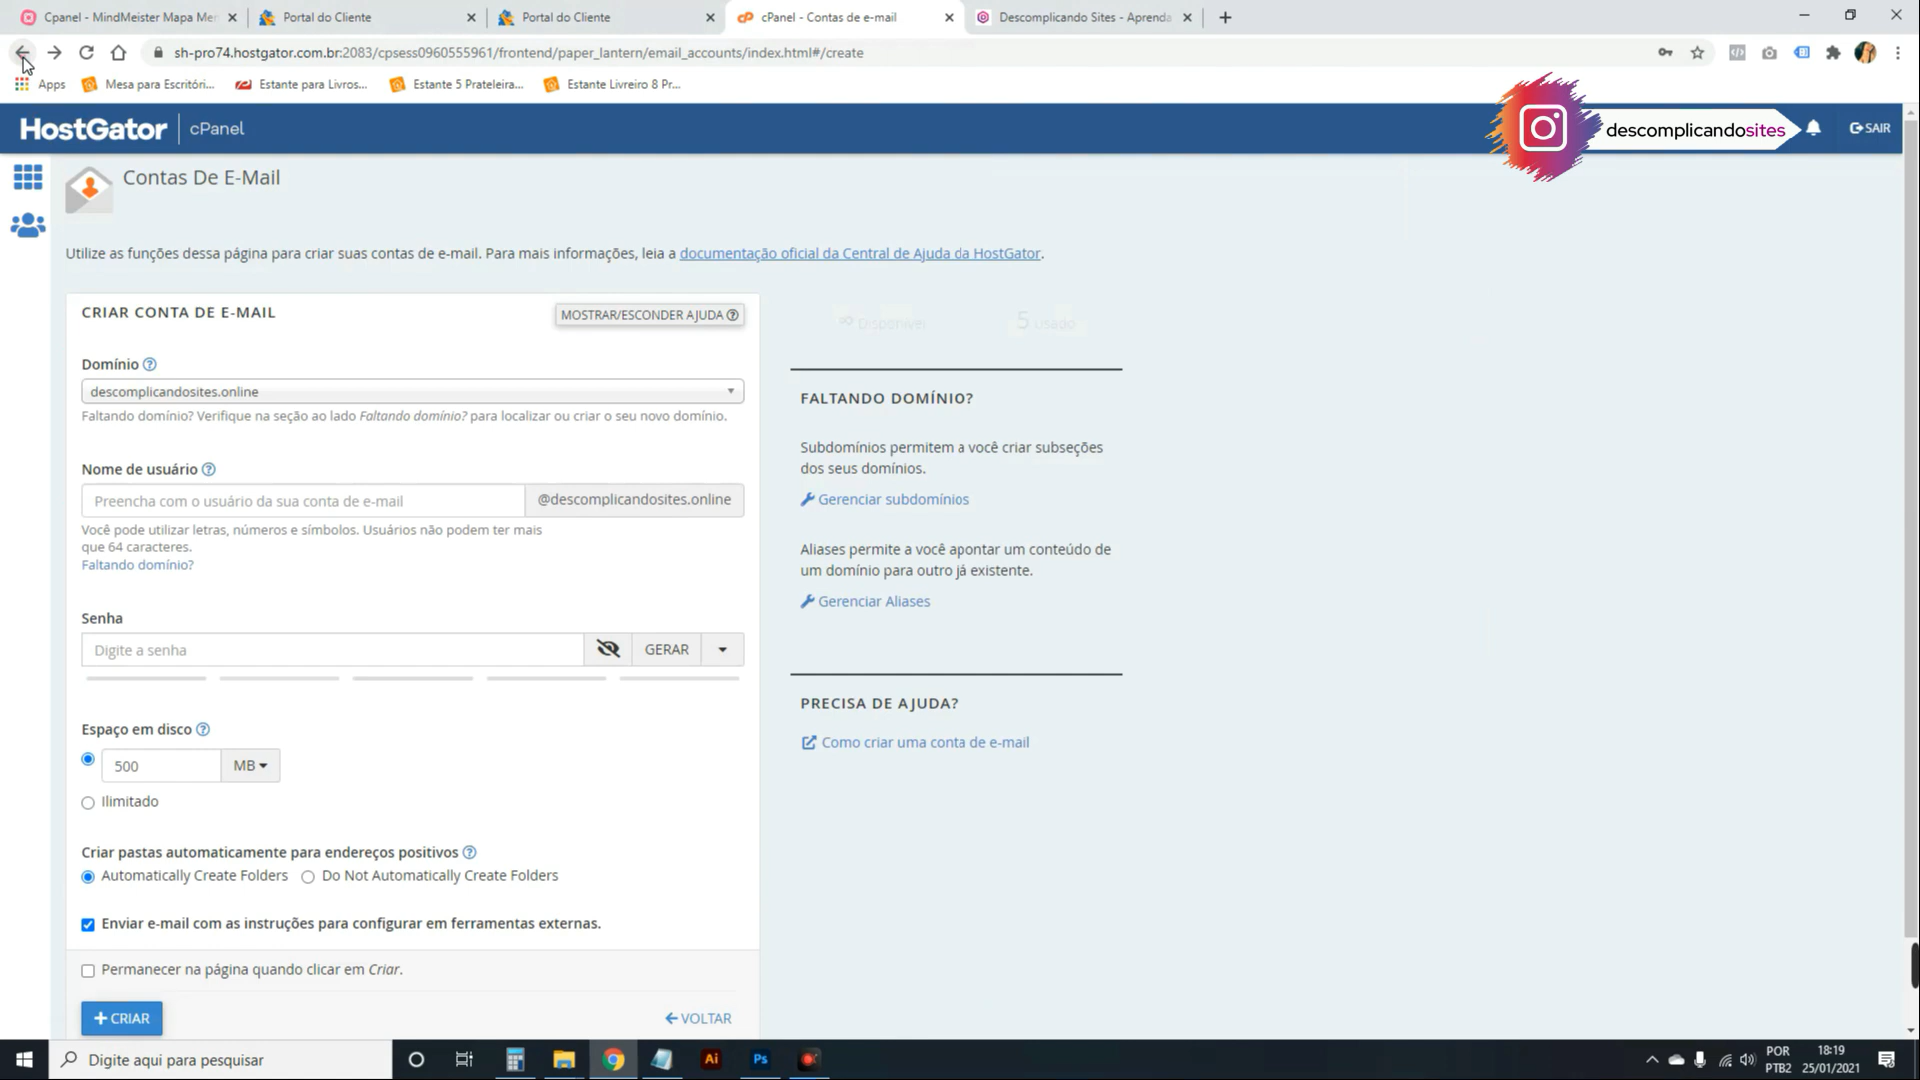 Cpanel - MindMeister Mapa Men
Portal do Cliente
Portal do Cliente
cPanel - Contas de e-mail
Descomplicando Sites - Aprenda
sh-pro74.hostgator.com.br:2083/cpsess0960555961/frontend/paper_lantern/email_accounts/index.html#/create
Apps
Mesa para Escritóri...
Estante para Livros...
Estante 5 Prateleira...
Estante Livreiro 8 Pr...
HostGator
cPanel
descomplicandosites
SAIR
Contas De E-Mail
Utilize as funções dessa página para criar suas contas de e-mail. Para mais informações, leia a documentação oficial da Central de Ajuda da HostGator.
CRIAR CONTA DE E-MAIL
MOSTRAR/ESCONDER AJUDA
∞ Disponível
5 Usado
Domínio
descomplicandosites.online
Faltando domínio? Verifique na seção ao lado Faltando domínio? para localizar ou criar o seu novo domínio.
Nome de usuário
Preencha com o usuário da sua conta de e-mail
@descomplicandosites.online
Você pode utilizar letras, números e símbolos. Usuários não podem ter mais
que 64 caracteres.
Faltando domínio?
Senha
Digite a senha
GERAR
Espaço em disco
500
MB
Ilimitado
Criar pastas automaticamente para endereços positivos
Automatically Create Folders
Do Not Automatically Create Folders
Enviar e-mail com as instruções para configurar em ferramentas externas.
Permanecer na página quando clicar em Criar.
+ CRIAR
VOLTAR
FALTANDO DOMÍNIO?
Subdomínios permitem a você criar subseções
dos seus domínios.
Gerenciar subdomínios
Aliases permite a você apontar um conteúdo de
um domínio para outro já existente.
Gerenciar Aliases
PRECISA DE AJUDA?
Como criar uma conta de e-mail
Digite aqui para pesquisar
Ai
Ps
POR
PTB2
18:19
25/01/2021